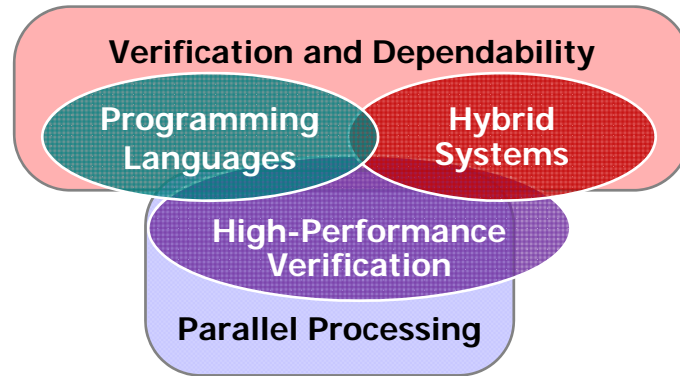 Verification and Dependability
Programming
Languages
Hybrid
Systems
High-Performance
Verification
Parallel Processing